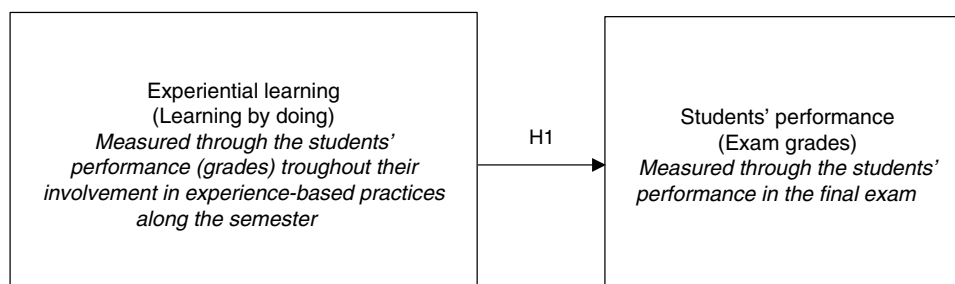 Experiential learning
(Learning by doing)
Measured through the students’
performance (grades) troughout their
involvement in experience-based practices
along the semester
H1
Students’ performance
(Exam grades)
Measured through the students’
performance in the final exam